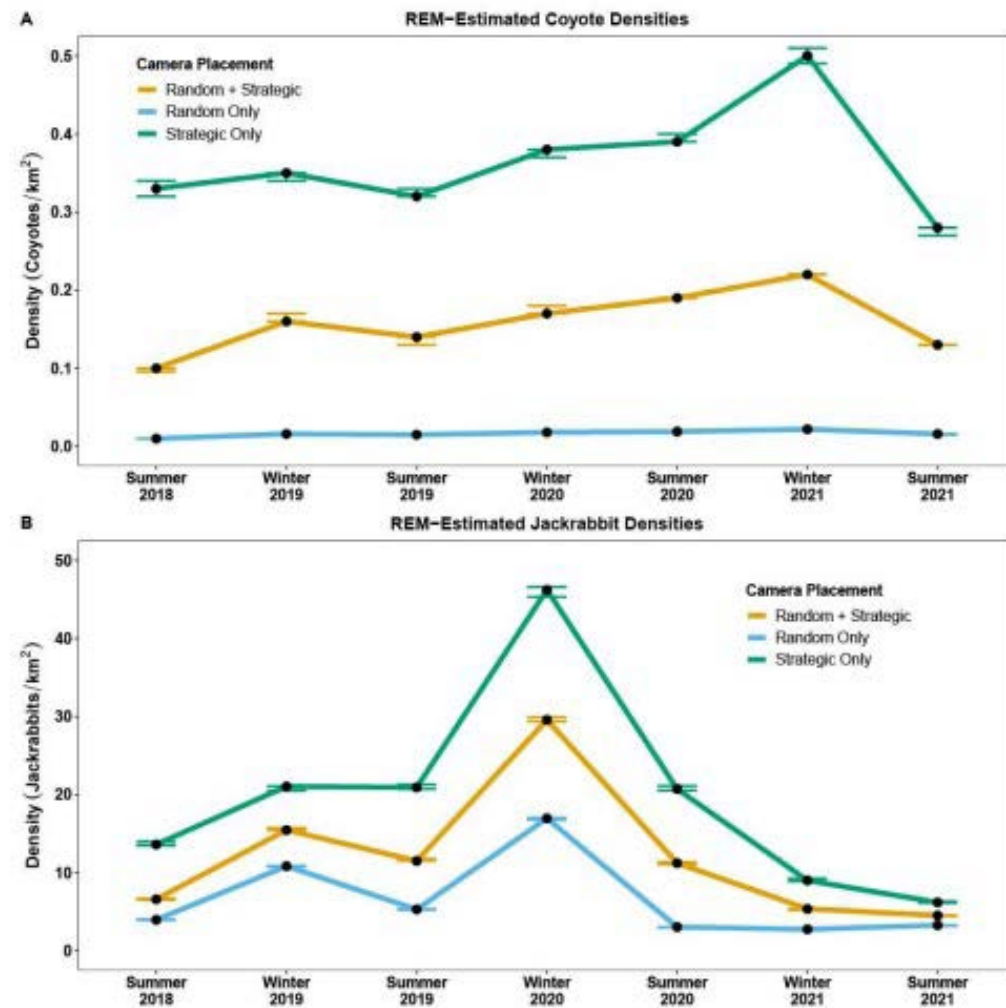 A
REM−Estimated Coyote Densities
Density (Coyotes/km²)
0.5
0.4
0.3
0.2
0.1
0.0
Camera Placement
Random + Strategic
Random Only
Strategic Only
Summer 2018
Winter 2019
Summer 2019
Winter 2020
Summer 2020
Winter 2021
Summer 2021
B
REM−Estimated Jackrabbit Densities
Density (Jackrabbits/km²)
50
40
30
20
10
0
Camera Placement
Random + Strategic
Random Only
Strategic Only
Summer 2018
Winter 2019
Summer 2019
Winter 2020
Summer 2020
Winter 2021
Summer 2021